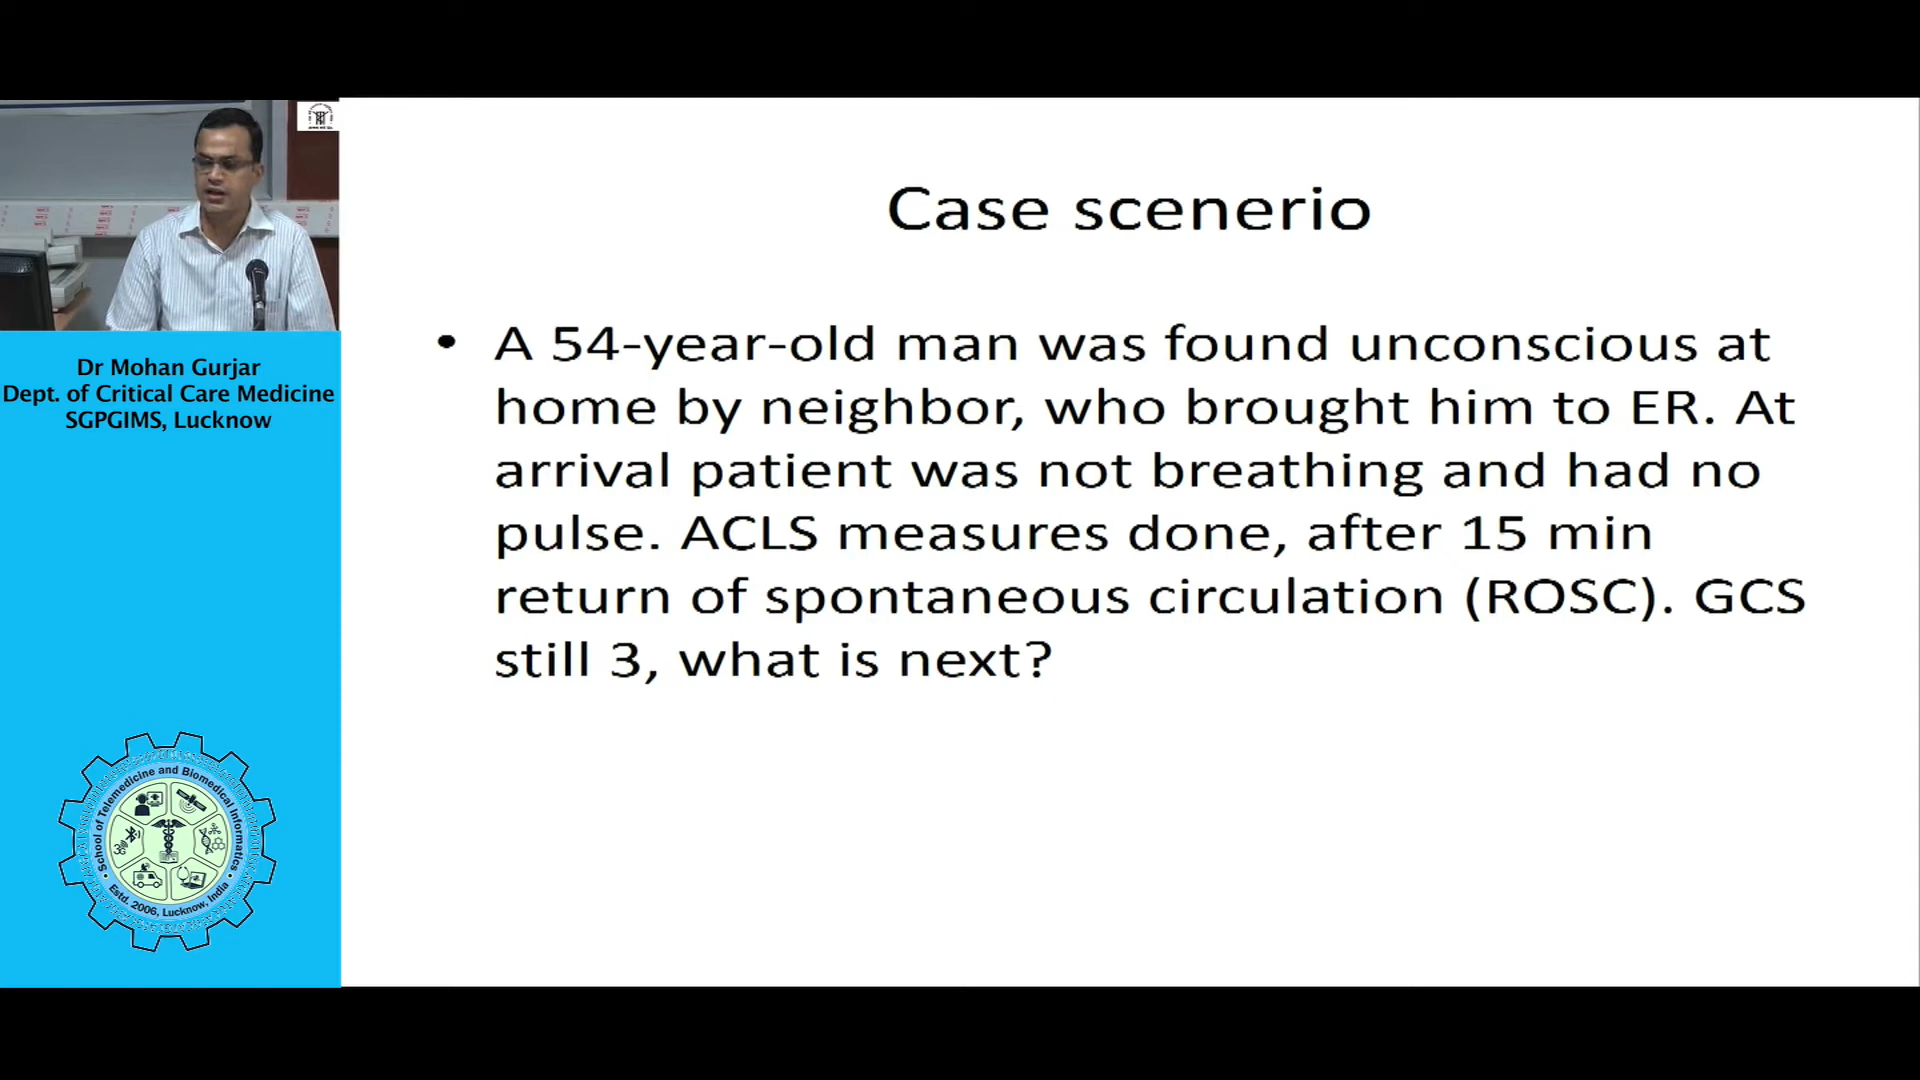 Case scenerio
• A 54-year-old man was found unconscious at
home by neighbor, who brought him to ER. At
arrival patient was not breathing and had no
pulse. ACLS measures done, after 15 min
return of spontaneous circulation (ROSC). GCS
still 3, what is next?
Dr Mohan Gurjar
Dept. of Critical Care Medicine
SGPGIMS, Lucknow
School of Telemedicine and Biomedical Informatics
Estd. 2006, Lucknow, India